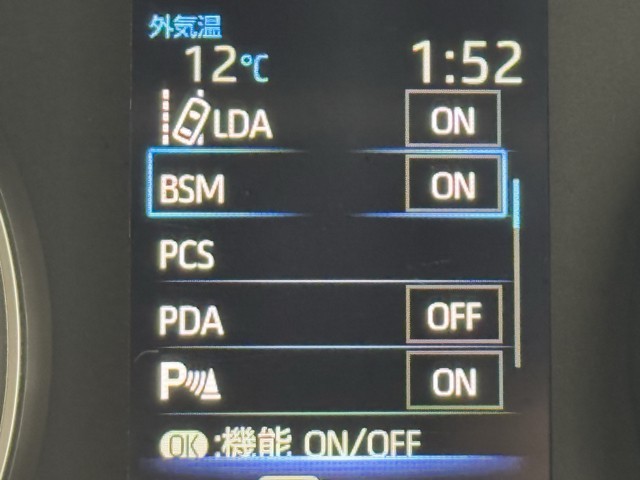 外気温
12℃ 1:52
LDA ON
BSM ON
PCS
PDA OFF
P ON
OK:機能 ON/OFF